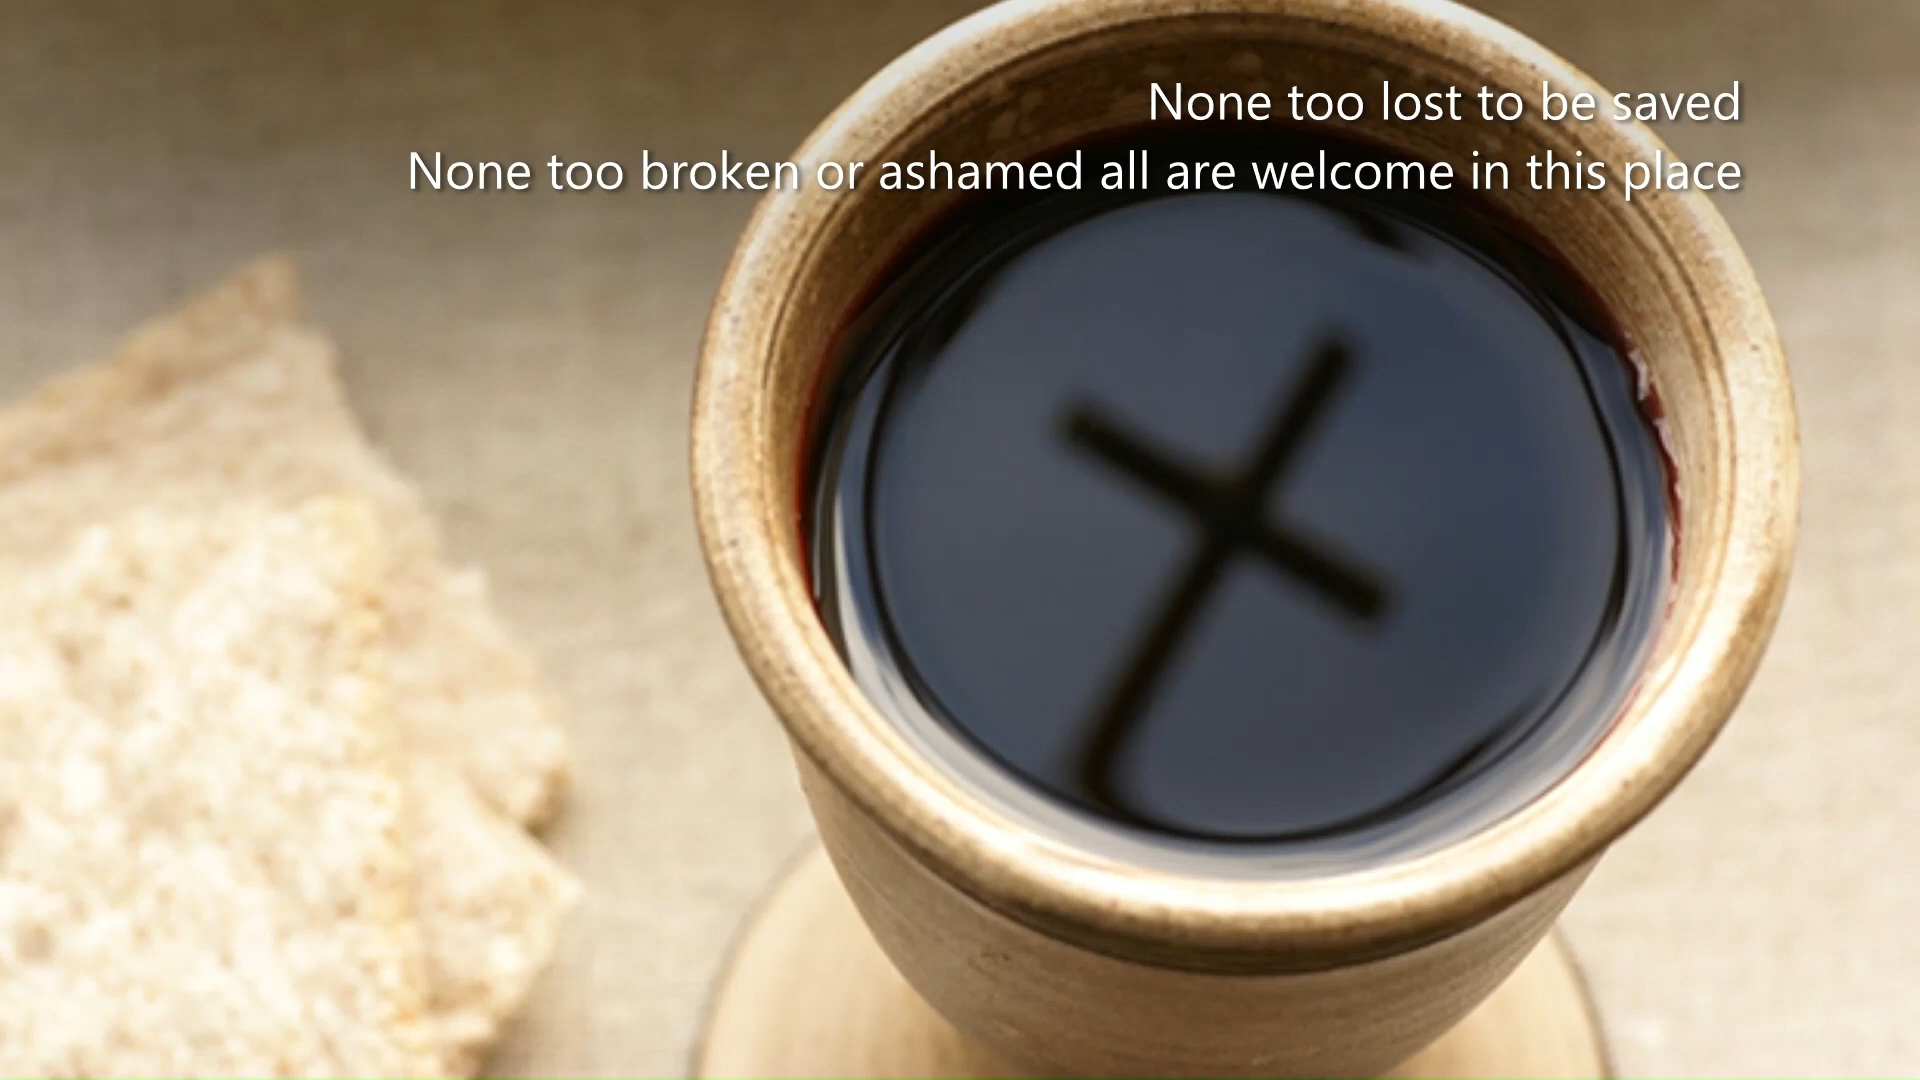 None too lost to be saved
None too broken or ashamed all are welcome in this place